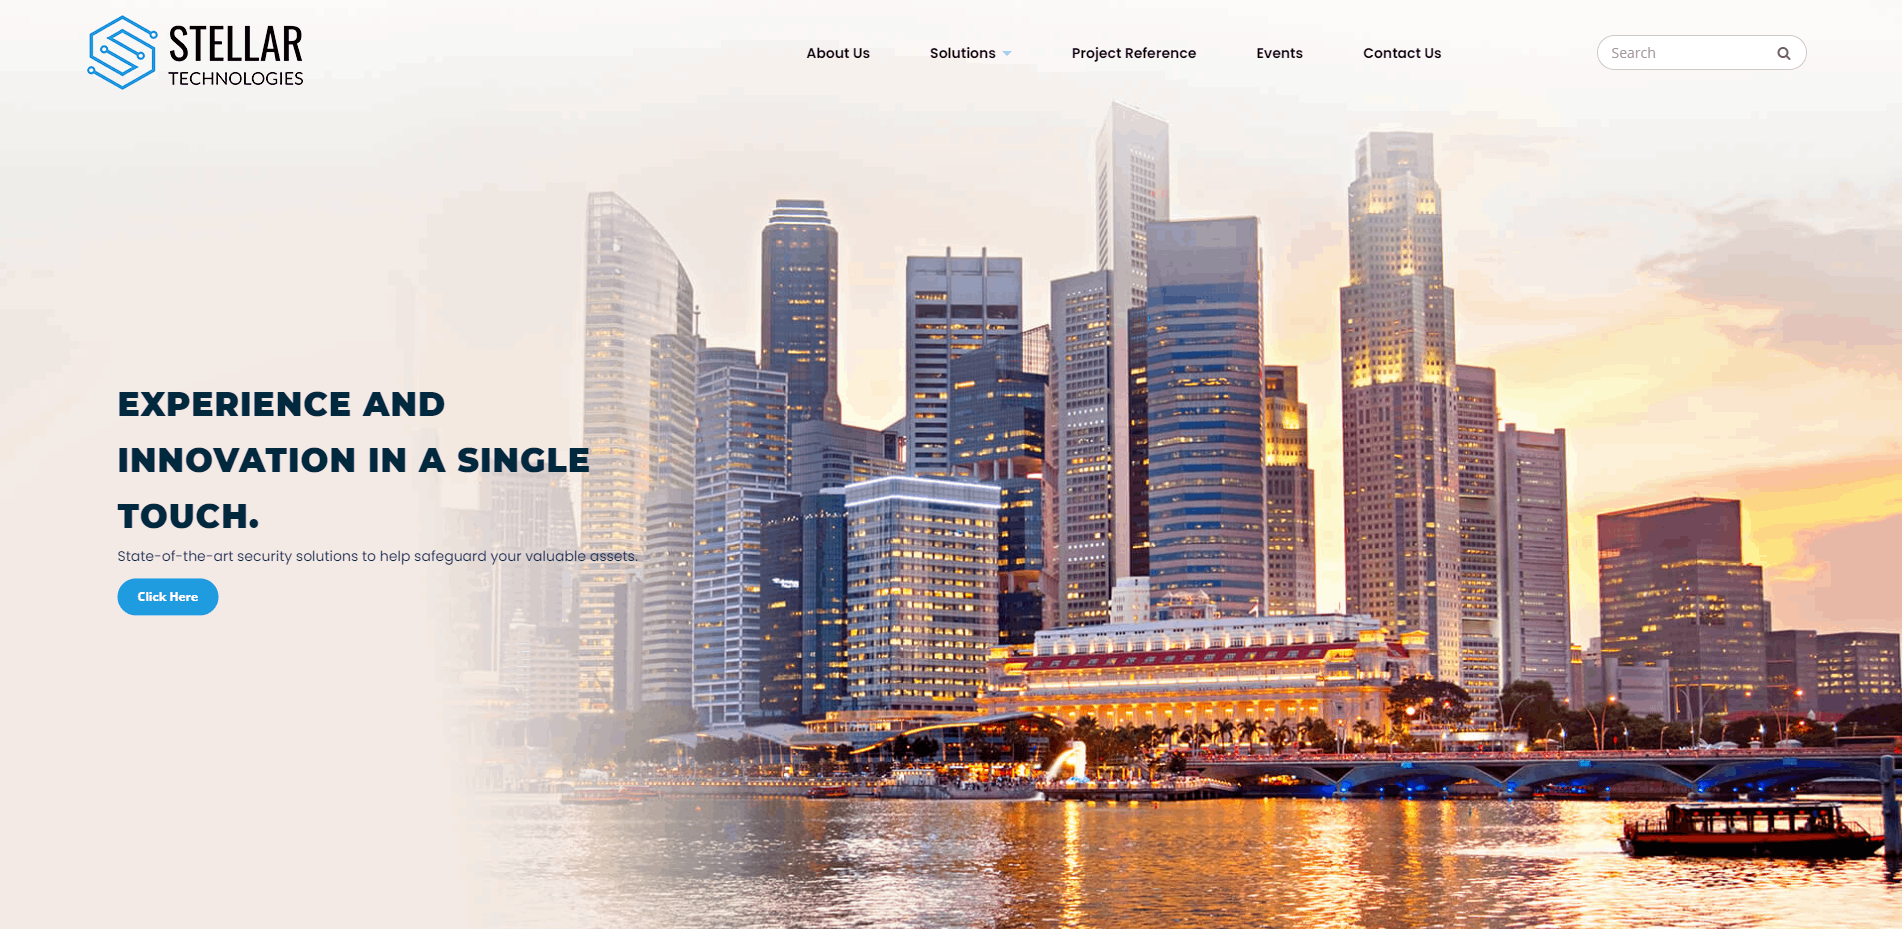 STELLAR
TECHNOLOGIES
About Us
Solutions
Project Reference
Events
Contact Us
Search
EXPERIENCE AND
INNOVATION IN A SINGLE
TOUCH.
State-of-the-art security solutions to help safeguard your valuable assets.
Click Here